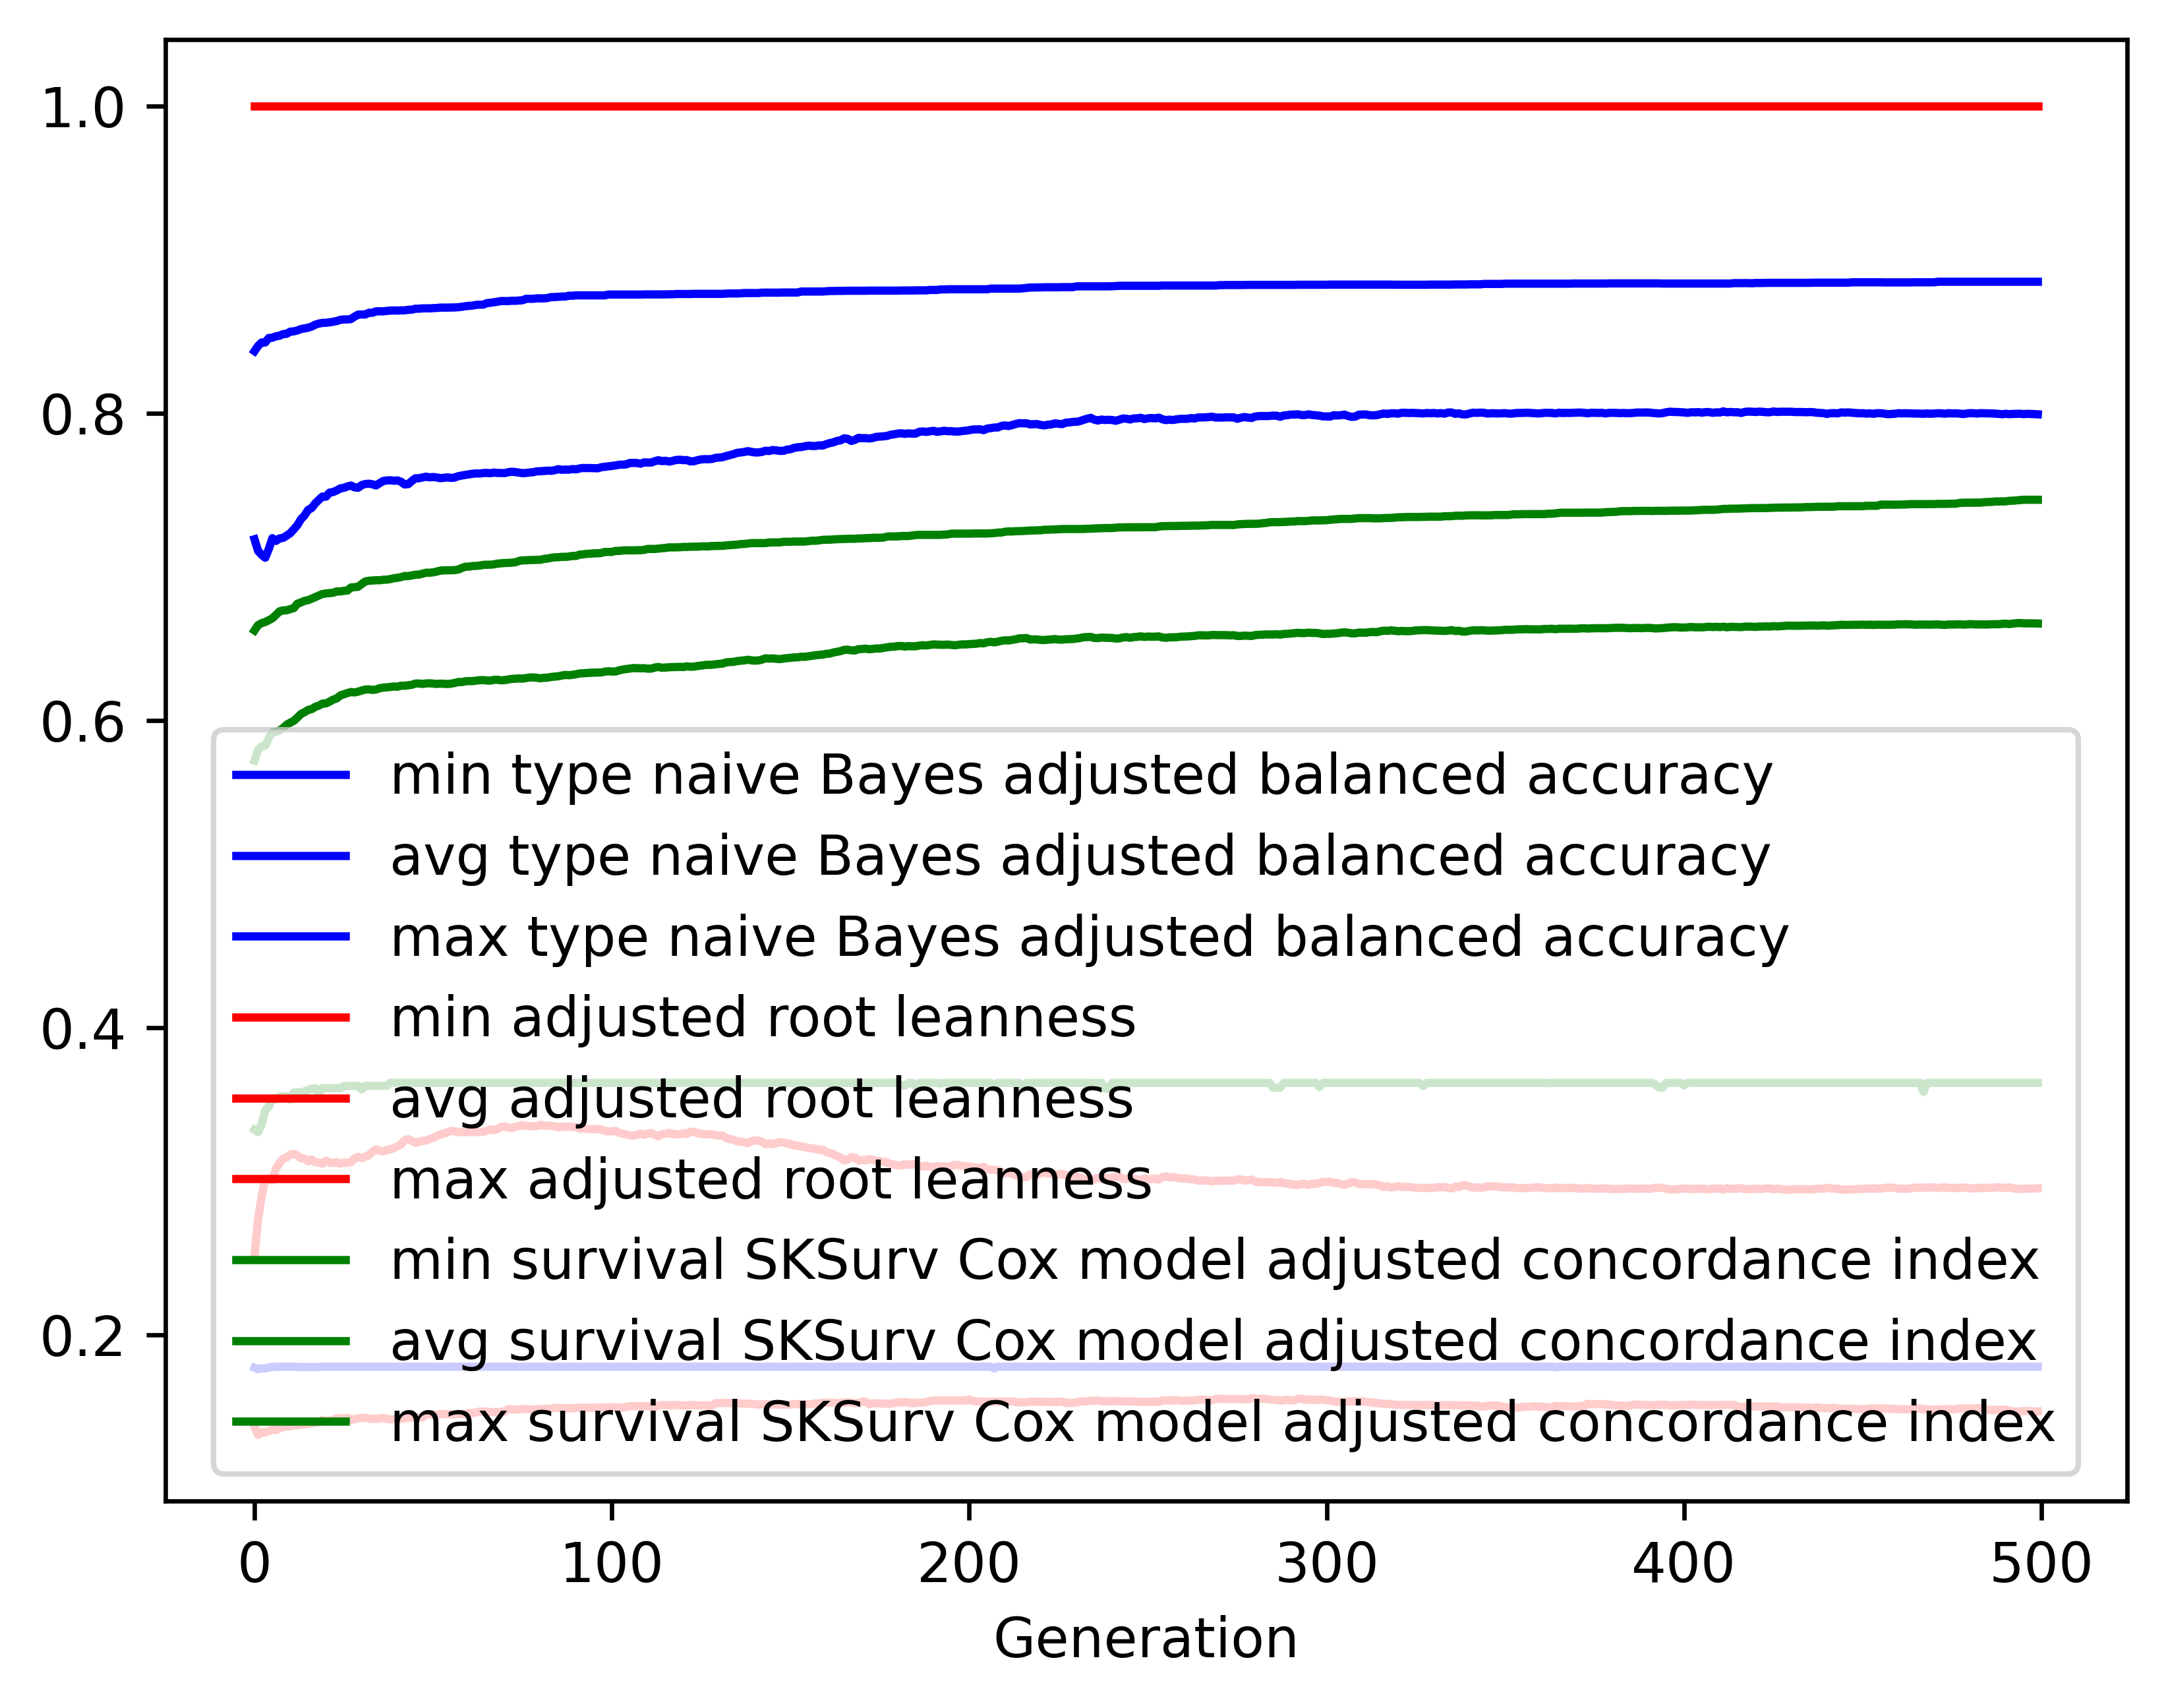 1.0
0.8
0.6
0.4
0.2
min type naive Bayes adjusted balanced accuracy
avg type naive Bayes adjusted balanced accuracy
max type naive Bayes adjusted balanced accuracy
min adjusted root leanness
avg adjusted root leanness
max adjusted root leanness
min survival SKSurv Cox model adjusted concordance index
avg survival SKSurv Cox model adjusted concordance index
max survival SKSurv Cox model adjusted concordance index
0 100 200 300 400 500
Generation